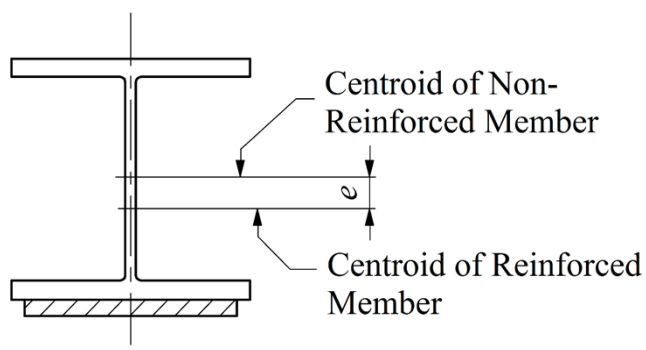 Centroid of Non-
Reinforced Member
e
Centroid of Reinforced
Member